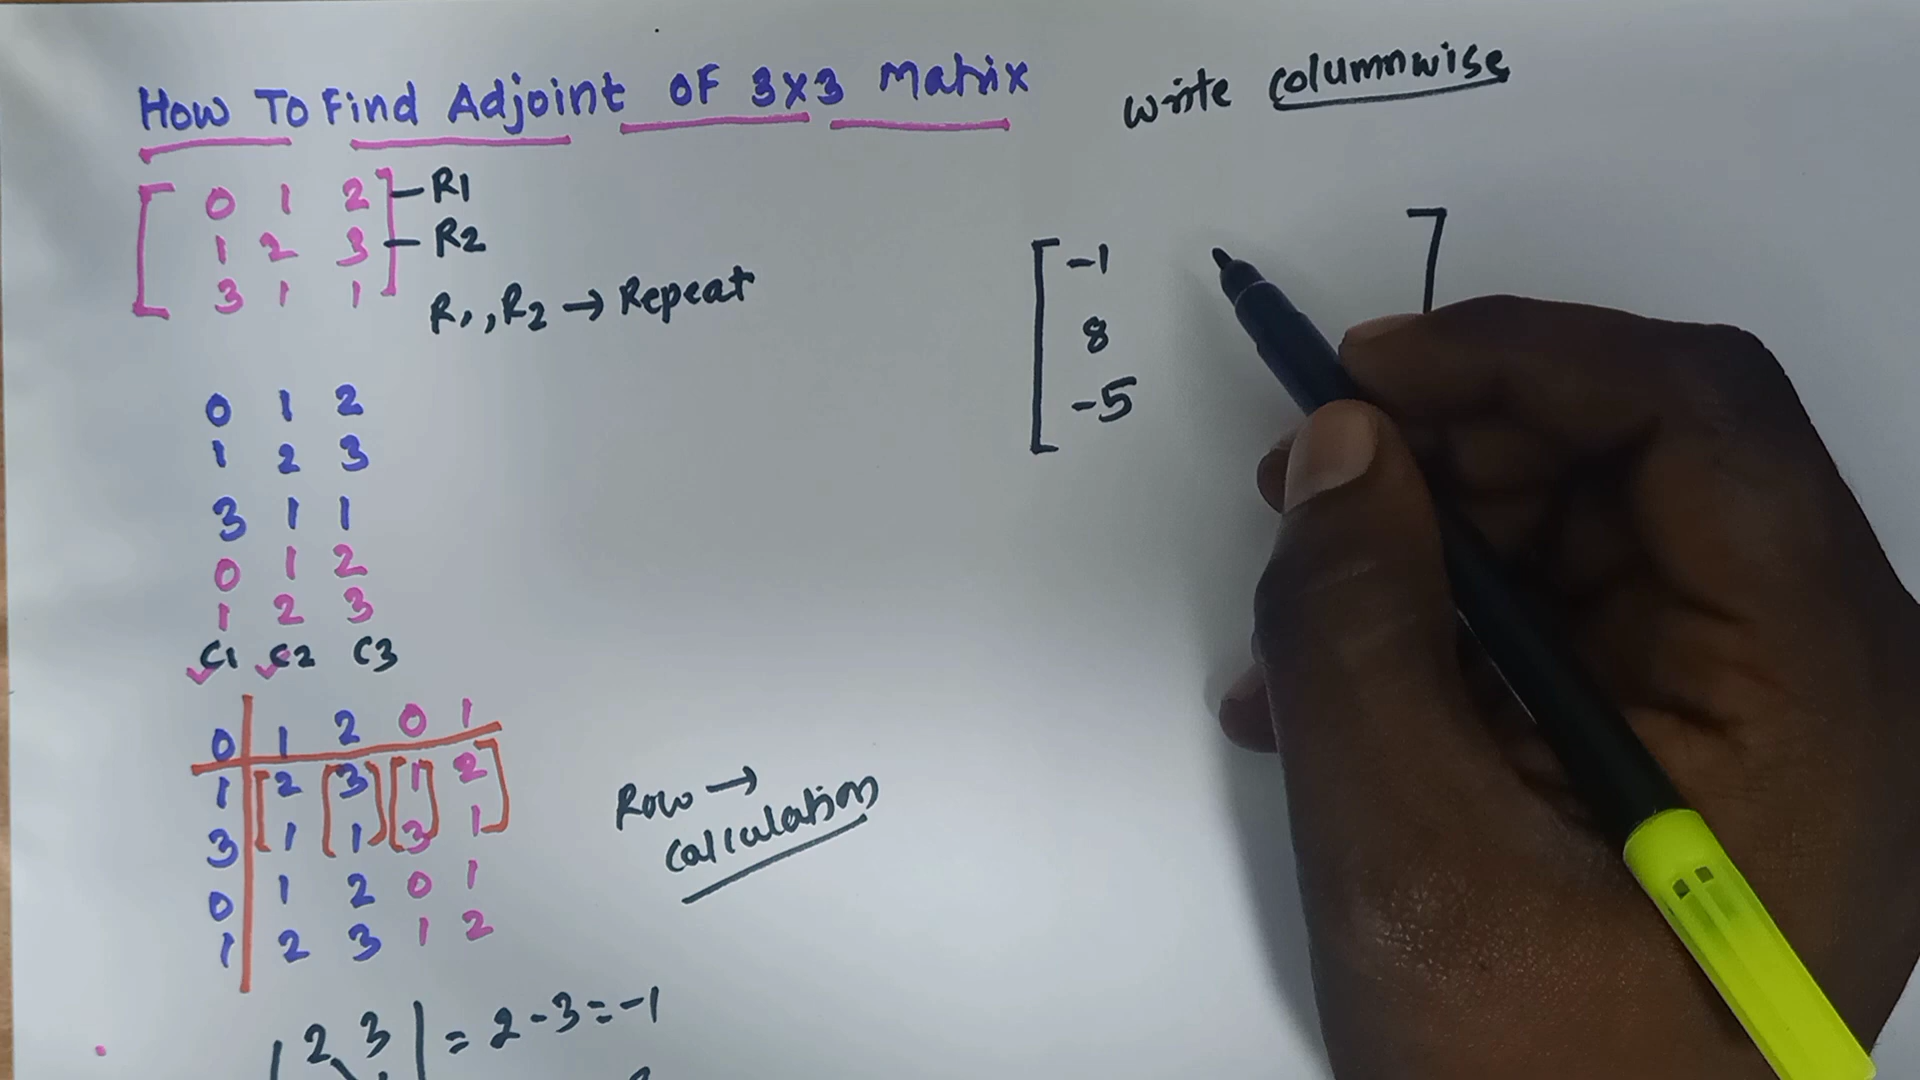 How To Find Adjoint OF 3x3 Matrix
write columnwise
0 1 2 R1
1 2 3 R2
3 1 1
R1, R2 → Repeat
-1
8
-5
0 1 2
1 2 3
3 1 1
0 1 2
1 2 3
C1 C2 C3
0 1 2 0 1
1 2 3 1 2
3 1 1 3 1
0 1 2 0 1
1 2 3 1 2
Row →
Calculation
2 3 = 2-3=-1